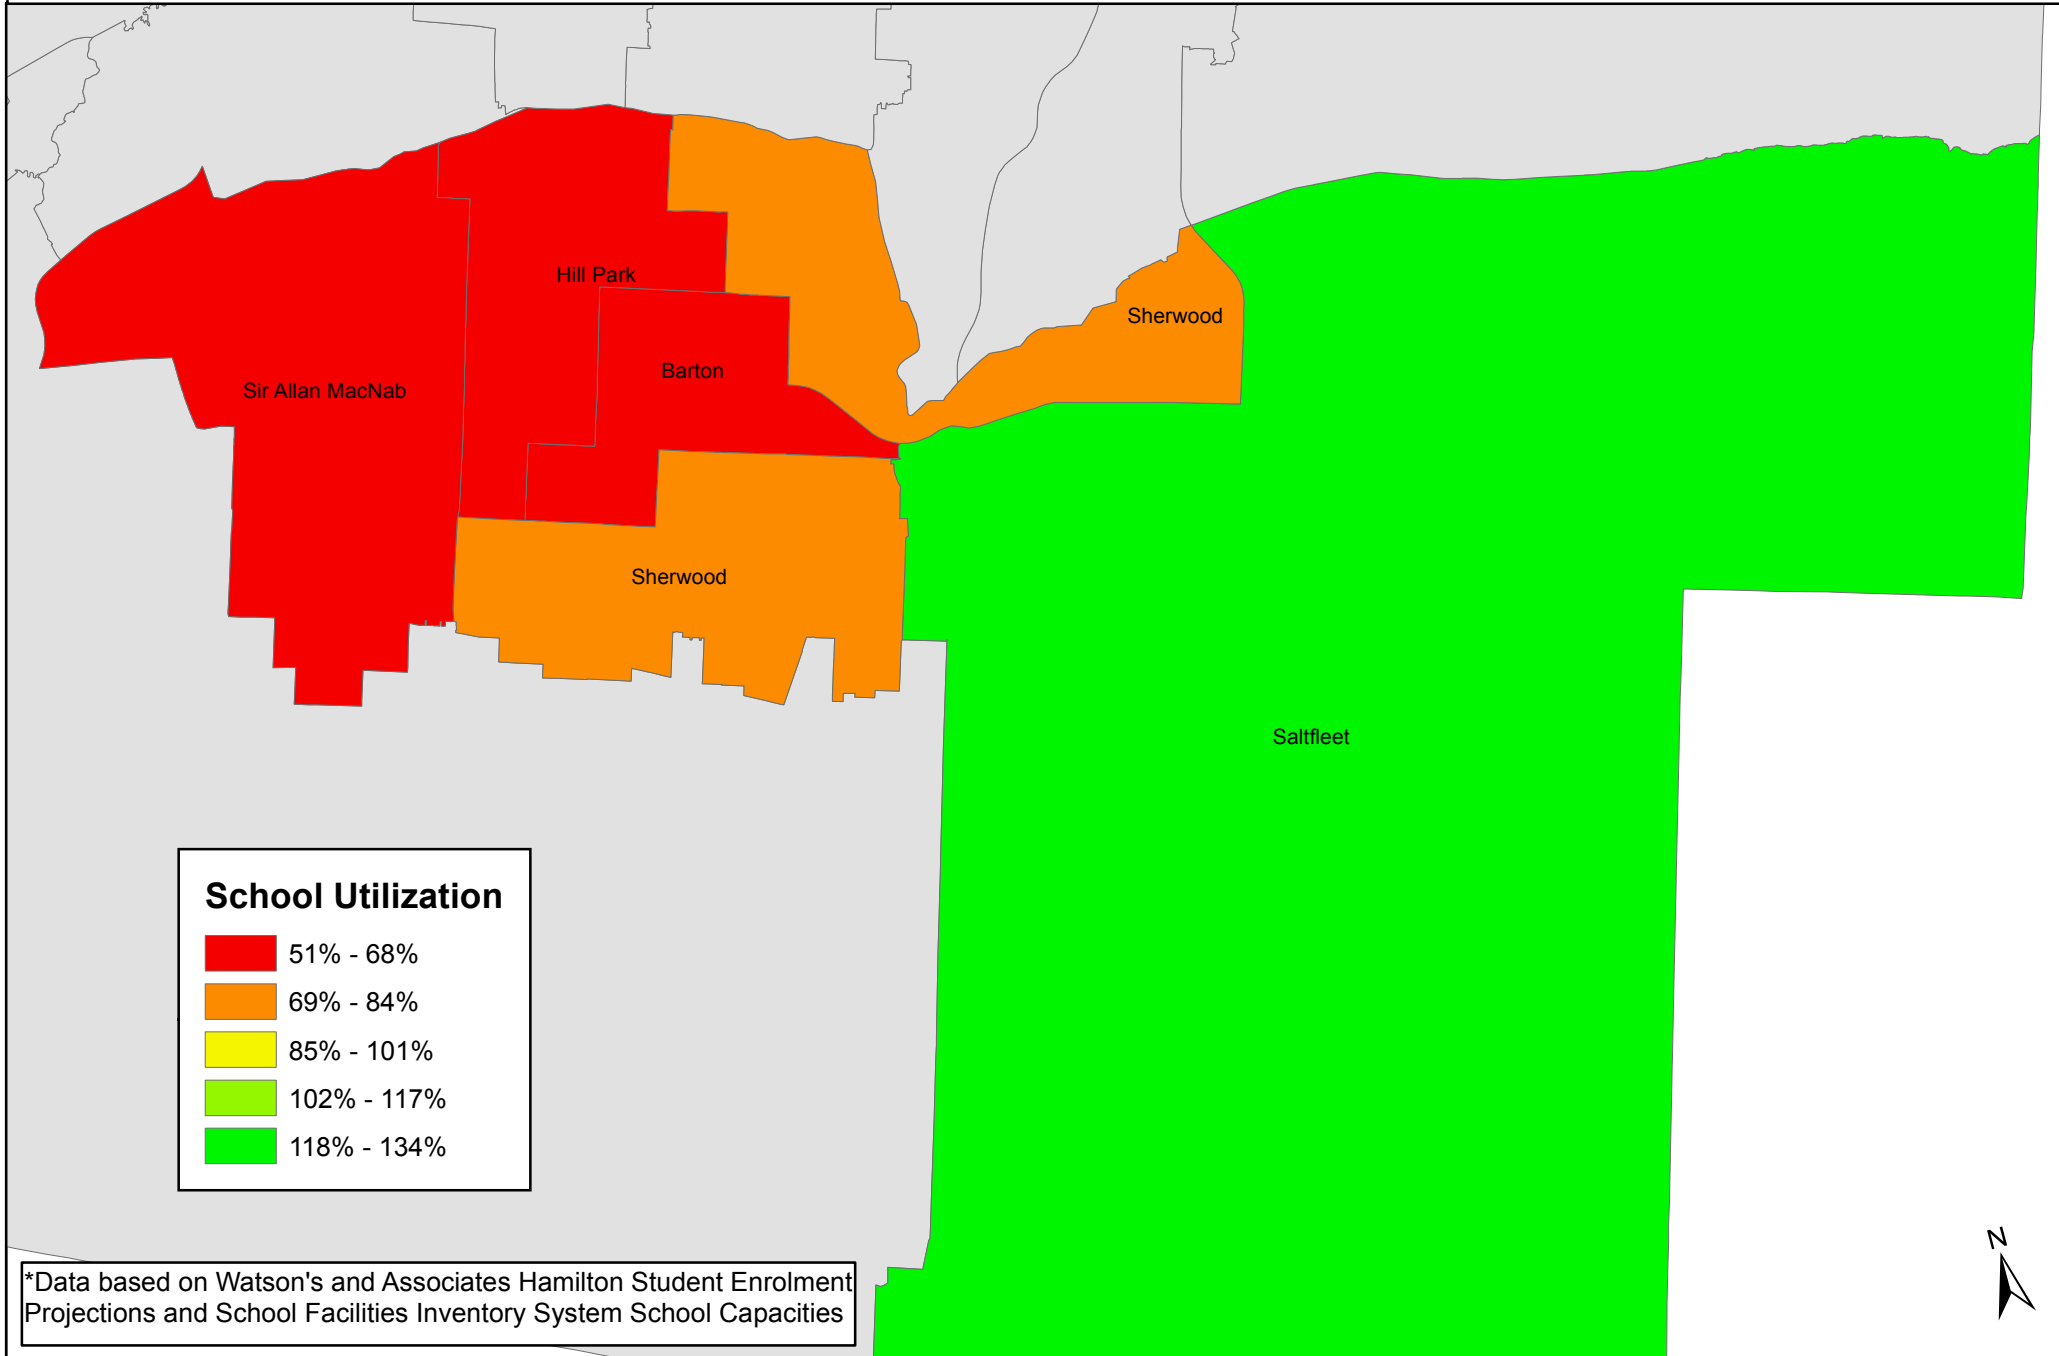 Hill Park
Sherwood
Barton
Sir Allan MacNab
Sherwood
Saltfleet
School Utilization
51% - 68%
69% - 84%
85% - 101%
102% - 117%
118% - 134%
N
*Data based on Watson's and Associates Hamilton Student Enrolment
Projections and School Facilities Inventory System School Capacities